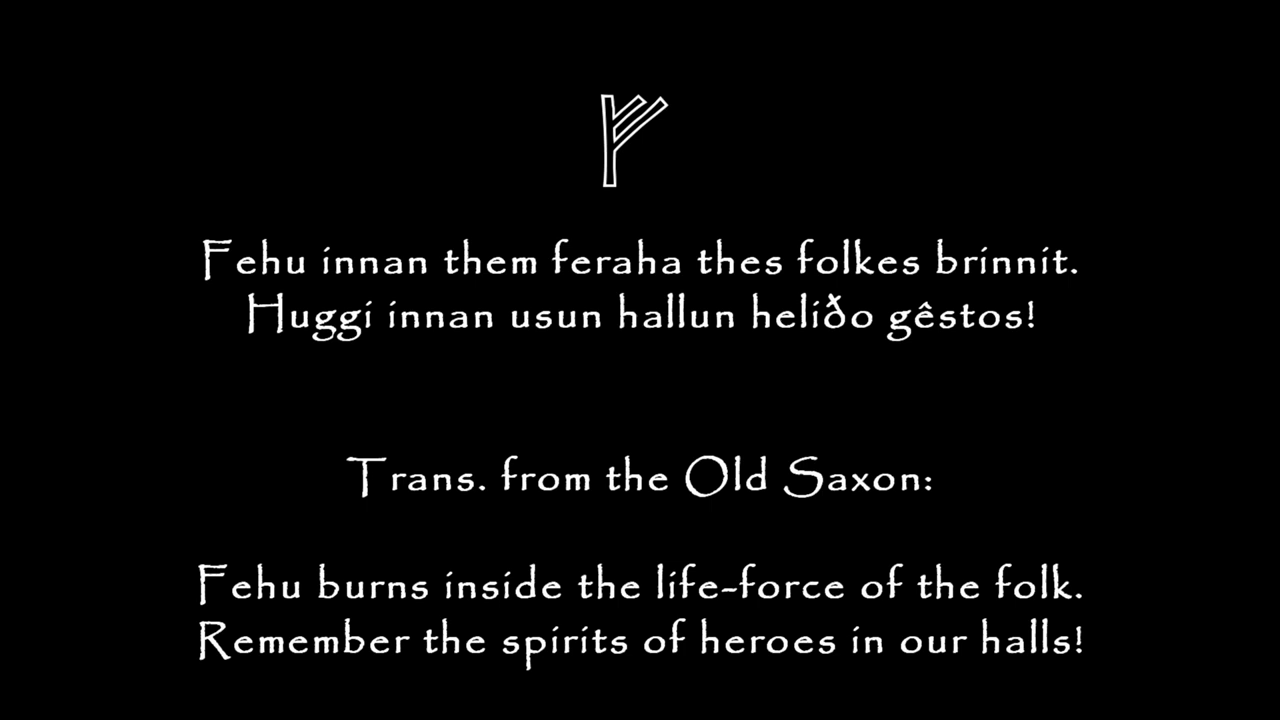 ᚠ
Fehu innan them feraha thes folkes brinnit.
Huggi innan usun hallun heliðo gêstos!
Trans. from the Old Saxon:
Fehu burns inside the life-force of the folk.
Remember the spirits of heroes in our halls!